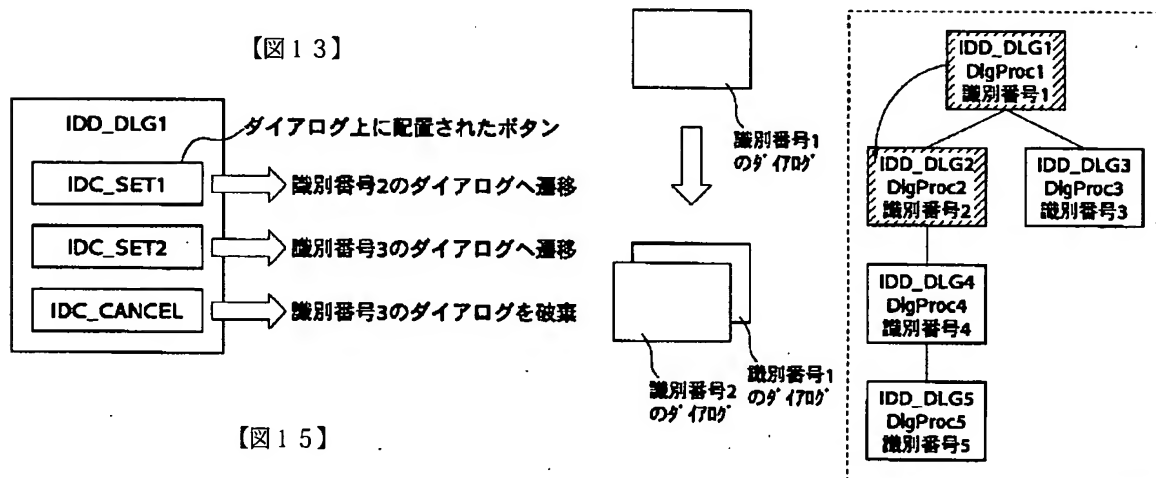 【図13】
IDD_DLG1
ダイアログ上に配置されたボタン
IDC_SET1
識別番号2のダイアログへ遷移
IDC_SET2
識別番号3のダイアログへ遷移
IDC_CANCEL
識別番号3のダイアログを破棄
【図15】
識別番号1
のダイアログ
識別番号2
のダイアログ
識別番号1
のダイアログ
IDD_DLG1
DlgProc1
識別番号1
IDD_DLG2
DlgProc2
識別番号2
IDD_DLG3
DlgProc3
識別番号3
IDD_DLG4
DlgProc4
識別番号4
IDD_DLG5
DlgProc5
識別番号5